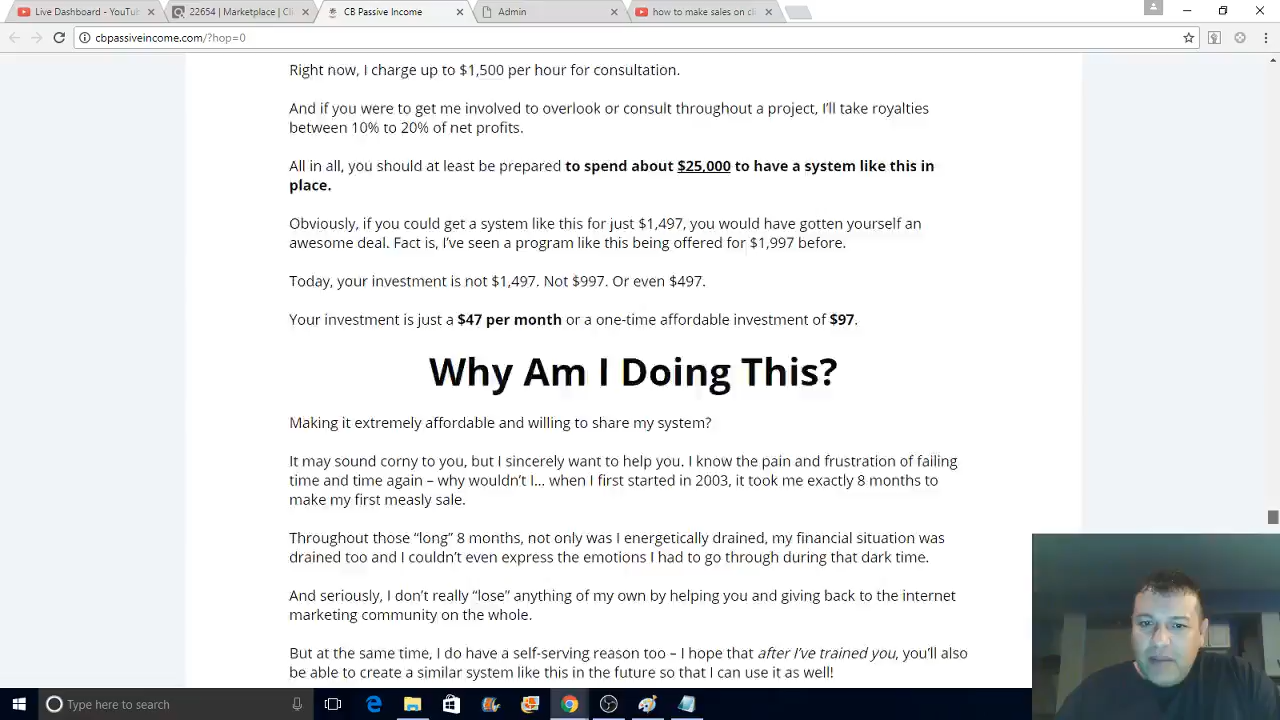 Live Dashboard - YouTu
22654 | Marketplace | Cli
CB Passive Income
Admin
how to make sales on cl
cbpassiveincome.com/?hop=0
Right now, I charge up to $1,500 per hour for consultation.
And if you were to get me involved to overlook or consult throughout a project, I'll take royalties
between 10% to 20% of net profits.
All in all, you should at least be prepared to spend about $25,000 to have a system like this in
place.
Obviously, if you could get a system like this for just $1,497, you would have gotten yourself an
awesome deal. Fact is, I've seen a program like this being offered for $1,997 before.
Today, your investment is not $1,497. Not $997. Or even $497.
Your investment is just a $47 per month or a one-time affordable investment of $97.
Why Am I Doing This?
Making it extremely affordable and willing to share my system?
It may sound corny to you, but I sincerely want to help you. I know the pain and frustration of failing
time and time again – why wouldn't I... when I first started in 2003, it took me exactly 8 months to
make my first measly sale.
Throughout those “long” 8 months, not only was I energetically drained, my financial situation was
drained too and I couldn't even express the emotions I had to go through during that dark time.
And seriously, I don't really “lose” anything of my own by helping you and giving back to the internet
marketing community on the whole.
But at the same time, I do have a self-serving reason too – I hope that after I've trained you, you'll also
be able to create a similar system like this in the future so that I can use it as well!
Type here to search